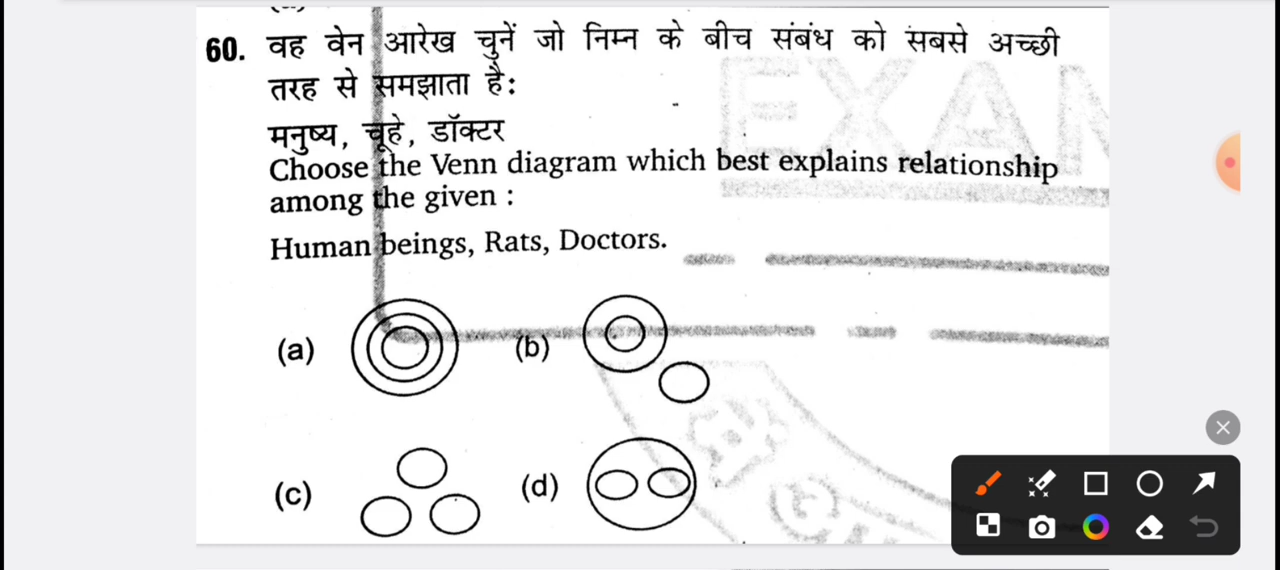 60. वह वेन आरेख चुनें जो निम्न के बीच संबंध को सबसे अच्छी
तरह से समझाता है:
मनुष्य, चूहे, डॉक्टर
Choose the Venn diagram which best explains relationship
among the given :
Human beings, Rats, Doctors.
(a) (b)
(c) (d)
EXAM